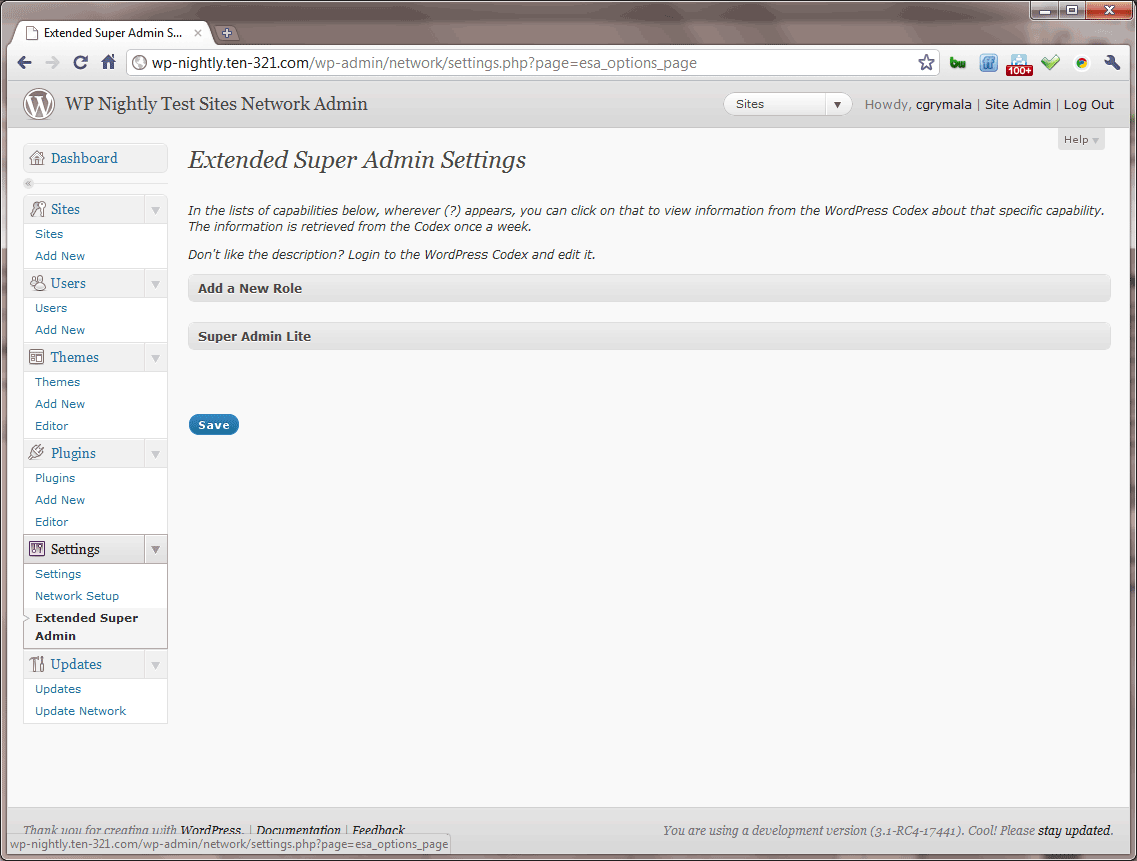 Extended Super Admin S...
wp-nightly.ten-321.com/wp-admin/network/settings.php?page=esa_options_page
100+
WP Nightly Test Sites Network Admin
Sites
Howdy, cgrymala | Site Admin | Log Out
Help
Dashboard
Sites
Sites
Add New
Users
Users
Add New
Themes
Themes
Add New
Editor
Plugins
Plugins
Add New
Editor
Settings
Settings
Network Setup
Extended Super
Admin
Updates
Updates
Update Network
Extended Super Admin Settings
In the lists of capabilities below, wherever (?) appears, you can click on that to view information from the WordPress Codex about that specific capability.
The information is retrieved from the Codex once a week.
Don't like the description? Login to the WordPress Codex and edit it.
Add a New Role
Super Admin Lite
Save
Thank you for creating with WordPress. | Documentation | Feedback
You are using a development version (3.1-RC4-17441). Cool! Please stay updated.
wp-nightly.ten-321.com/wp-admin/network/settings.php?page=esa_options_page